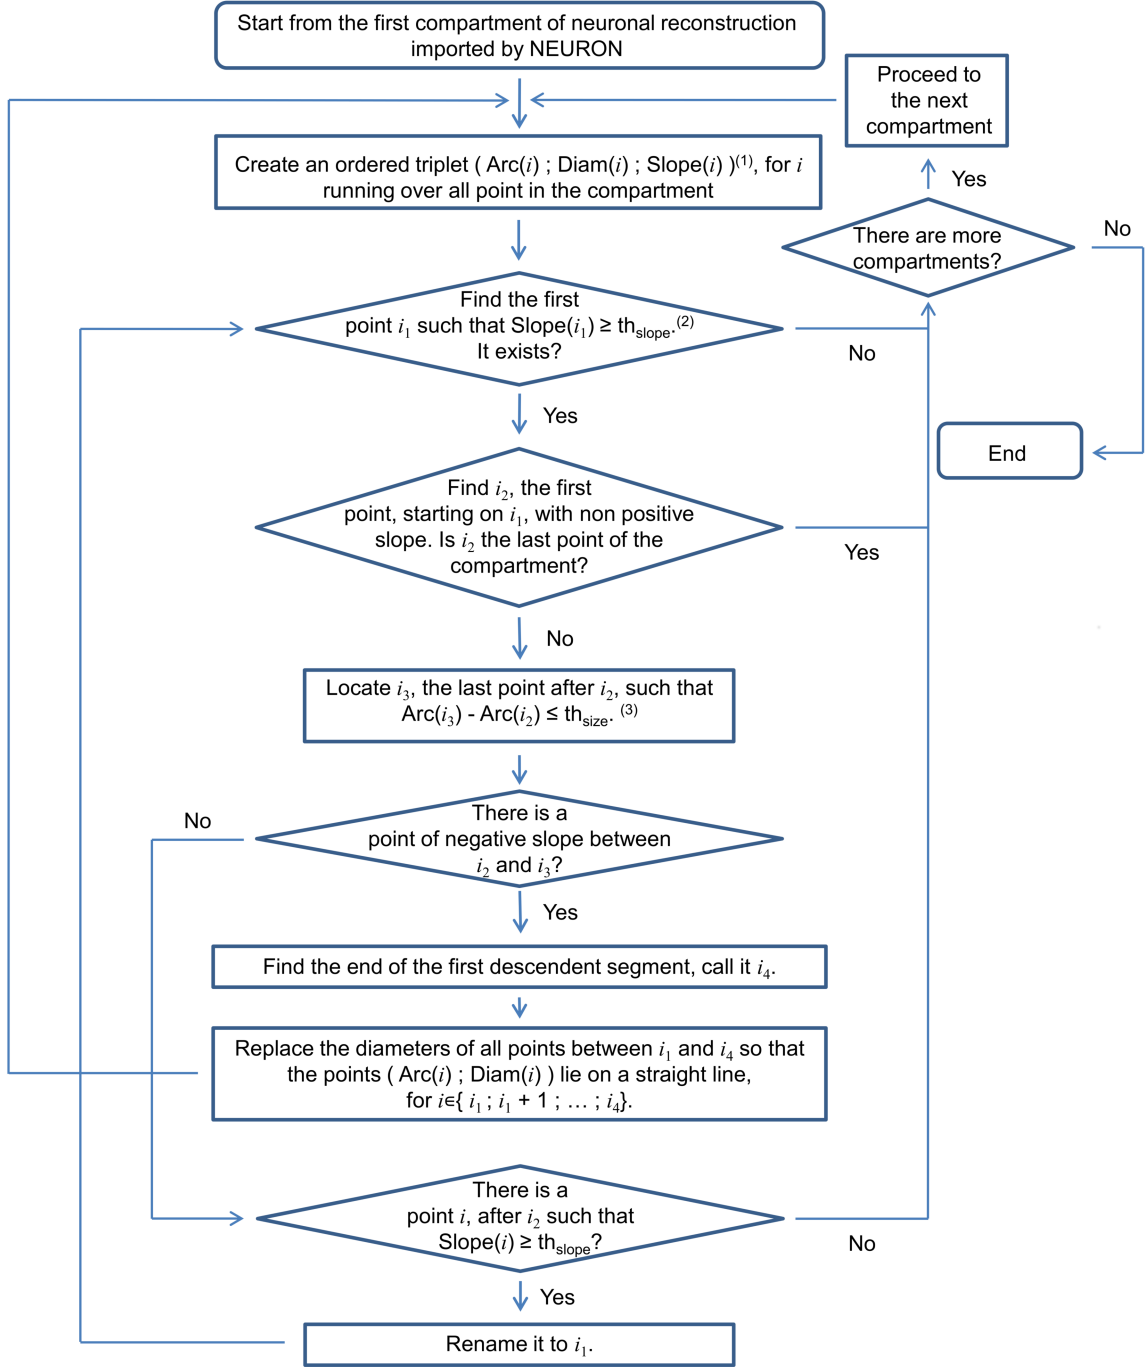 Start from the first compartment of neuronal reconstruction
imported by NEURON
Proceed to
the next
compartment
Create an ordered triplet ( Arc(i) ; Diam(i) ; Slope(i) )(1), for i
running over all point in the compartment
Yes
There are more
compartments?
No
Find the first
point i1 such that Slope(i1) ≥ thslope.(2)
It exists?
No
Yes
End
Find i2, the first
point, starting on i1, with non positive
slope. Is i2 the last point of the
compartment?
Yes
No
Locate i3, the last point after i2, such that
Arc(i3) - Arc(i2) ≤ thsize. (3)
There is a
point of negative slope between
i2 and i3?
No
Yes
Find the end of the first descendent segment, call it i4.
Replace the diameters of all points between i1 and i4 so that
the points ( Arc(i) ; Diam(i) ) lie on a straight line,
for i∈{ i1 ; i1 + 1 ; … ; i4}.
There is a
point i, after i2 such that
Slope(i) ≥ thslope?
No
Yes
Rename it to i1.